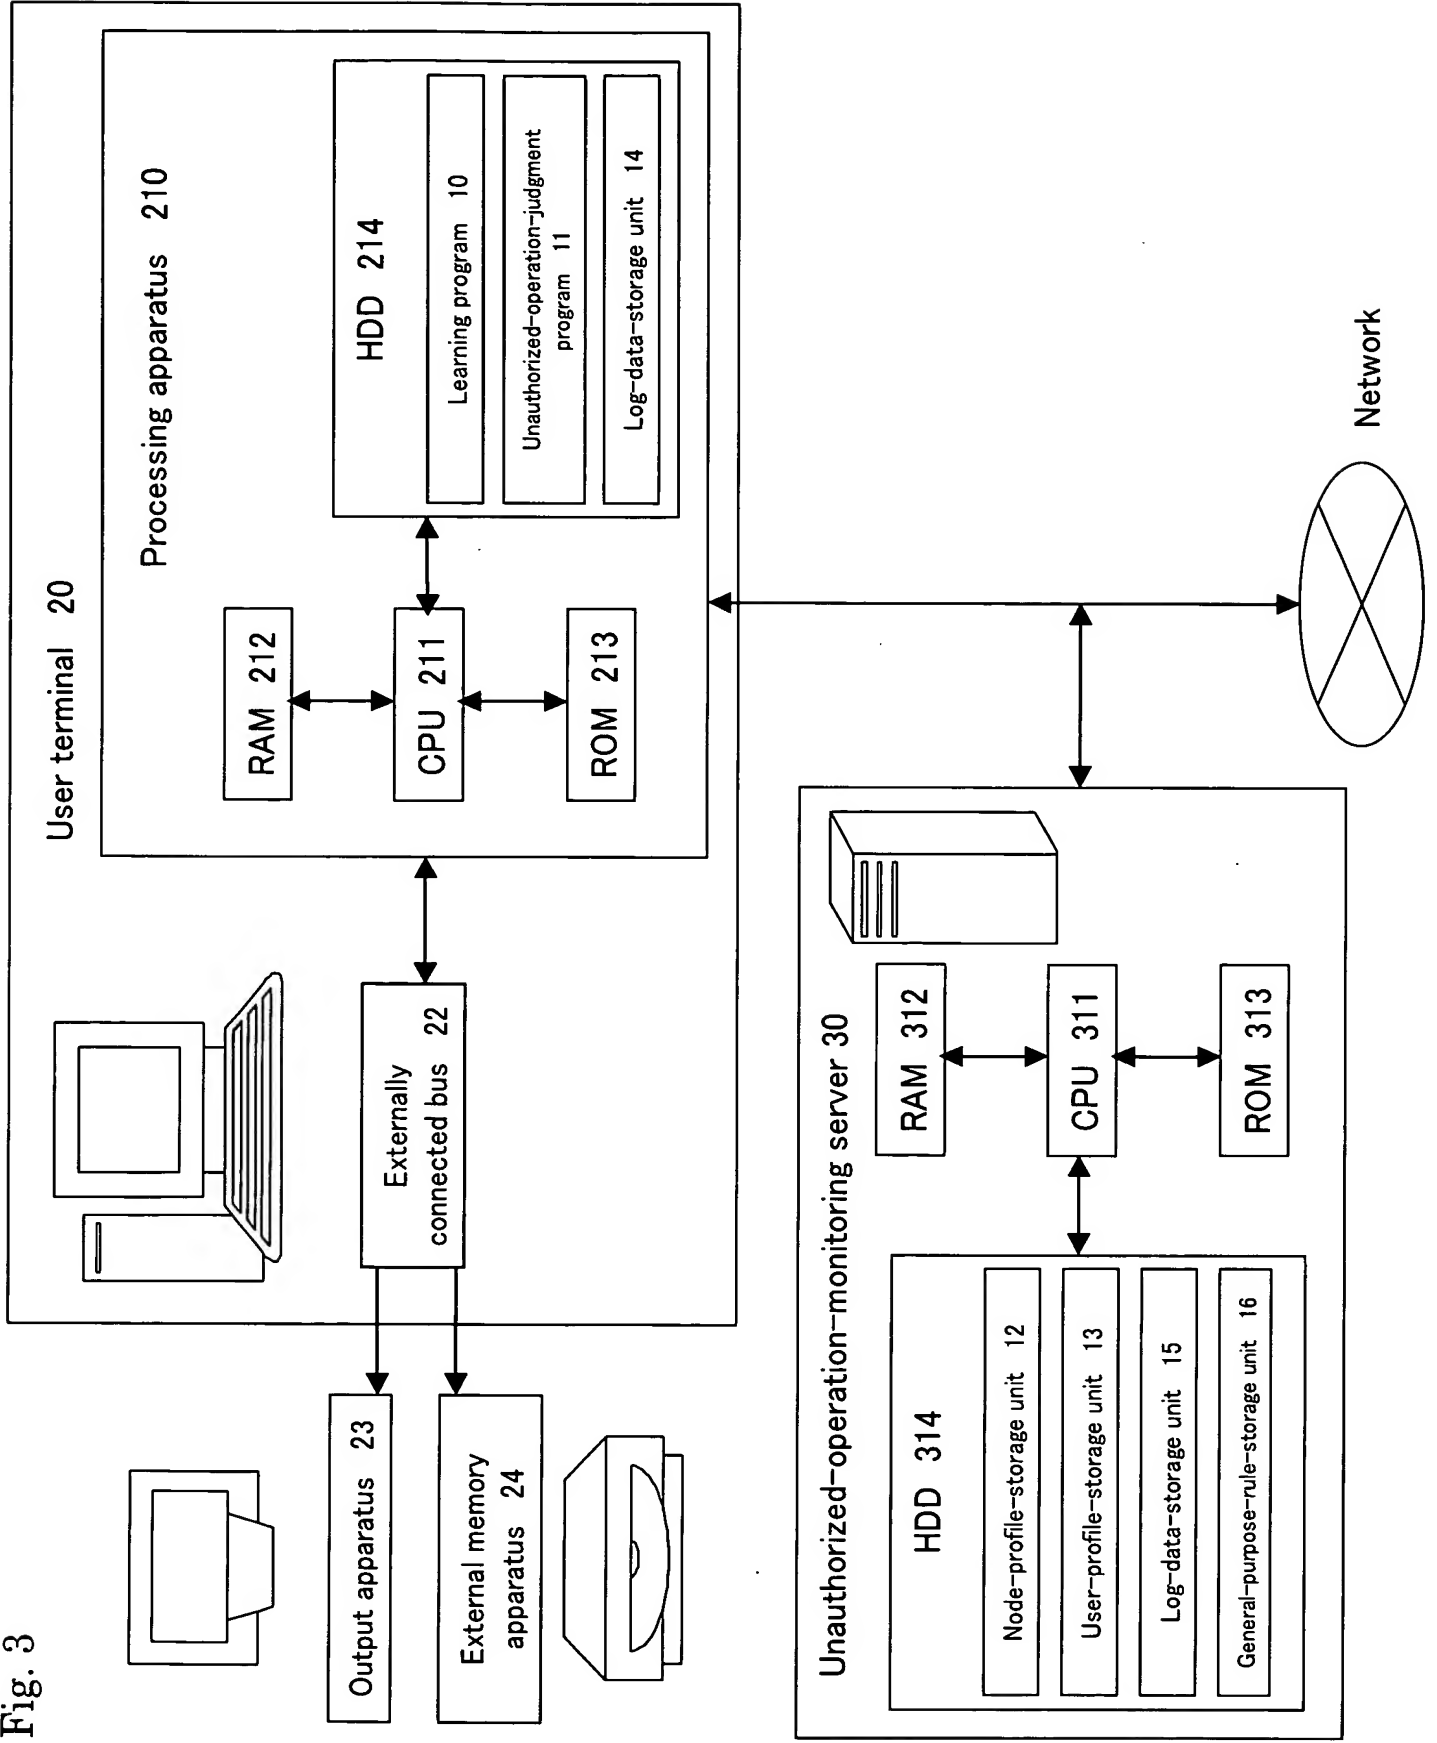 Fig. 3
User terminal 20
Processing apparatus 210
RAM 212
CPU 211
ROM 213
HDD 214
Learning program 10
Unauthorized-operation-judgment
program 11
Log-data-storage unit 14
Externally
connected bus 22
Output apparatus 23
External memory
apparatus 24
Unauthorized-operation-monitoring server 30
RAM 312
CPU 311
ROM 313
HDD 314
Node-profile-storage unit 12
User-profile-storage unit 13
Log-data-storage unit 15
General-purpose-rule-storage unit 16
Network